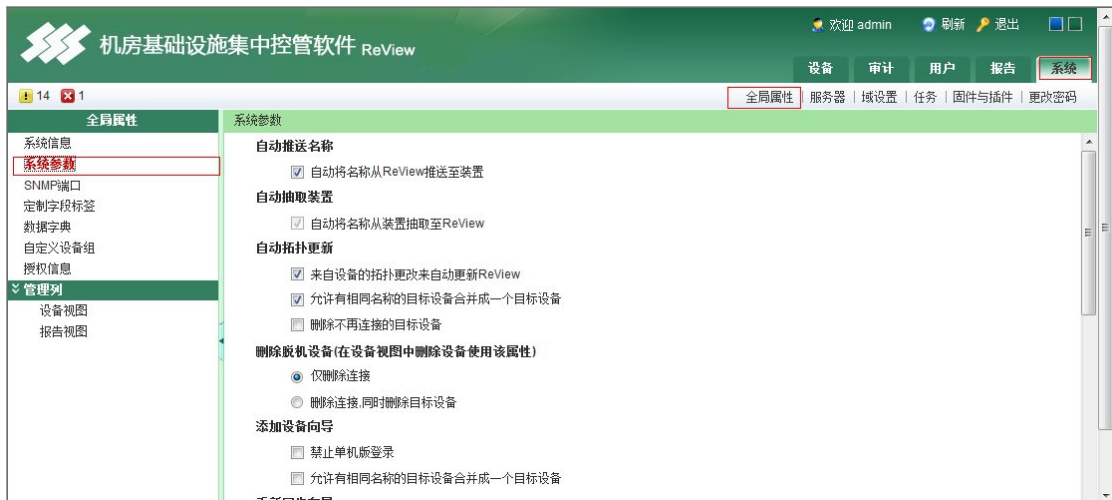 机房基础设施集中控管软件 ReView
欢迎 admin 刷新 退出
设备 审计 用户 报告 系统
14 1
全局属性 | 服务器 | 域设置 | 任务 | 固件与插件 | 更改密码
全局属性
系统信息
系统参数
SNMP端口
定制字段标签
数据字典
自定义设备组
授权信息
管理列
设备视图
报告视图
系统参数
自动推送名称
自动将名称从ReView推送至装置
自动抽取装置
自动将名称从装置抽取至ReView
自动拓扑更新
来自设备的拓扑更改来自动更新ReView
允许有相同名称的目标设备合并成一个目标设备
删除不再连接的目标设备
删除脱机设备(在设备视图中删除设备使用该属性)
仅删除连接
删除连接,同时删除目标设备
添加设备向导
禁止单机版登录
允许有相同名称的目标设备合并成一个目标设备